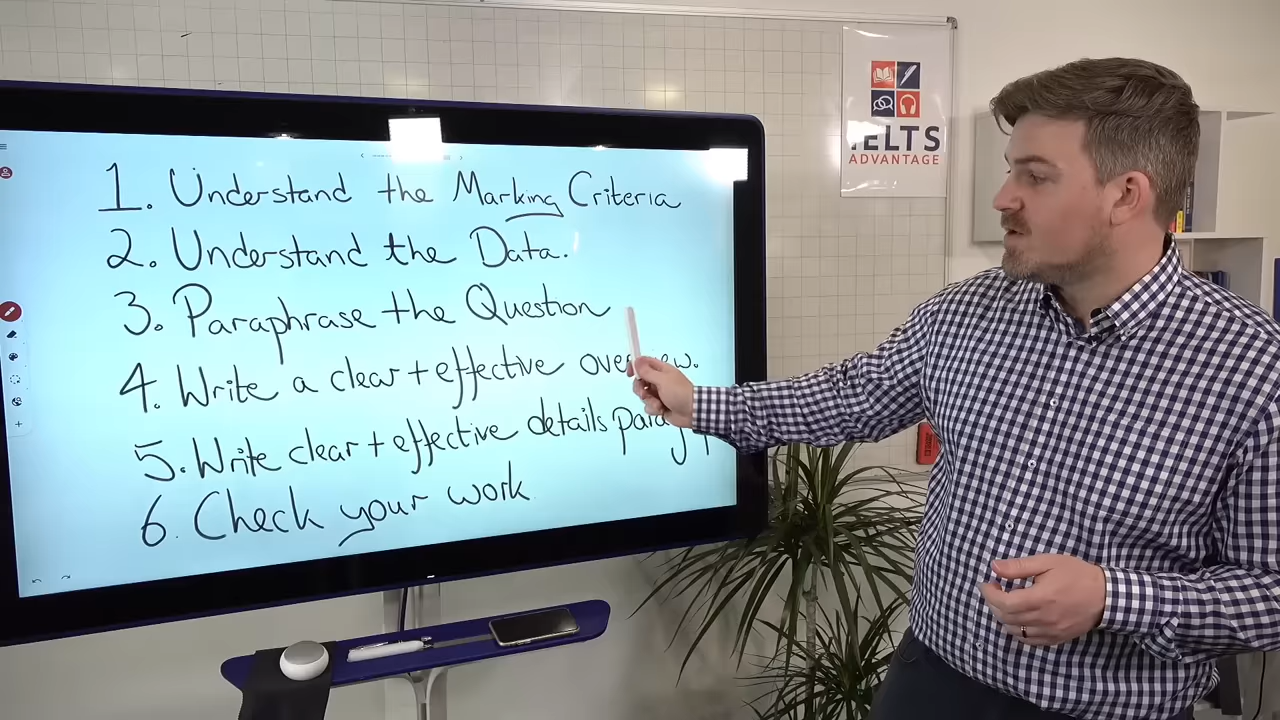 1. Understand the Marking Criteria
2. Understand the Data.
3. Paraphrase the Question
4. Write a clear + effective overview.
5. Write clear + effective details
6. Check your work
IELTS
ADVANTAGE